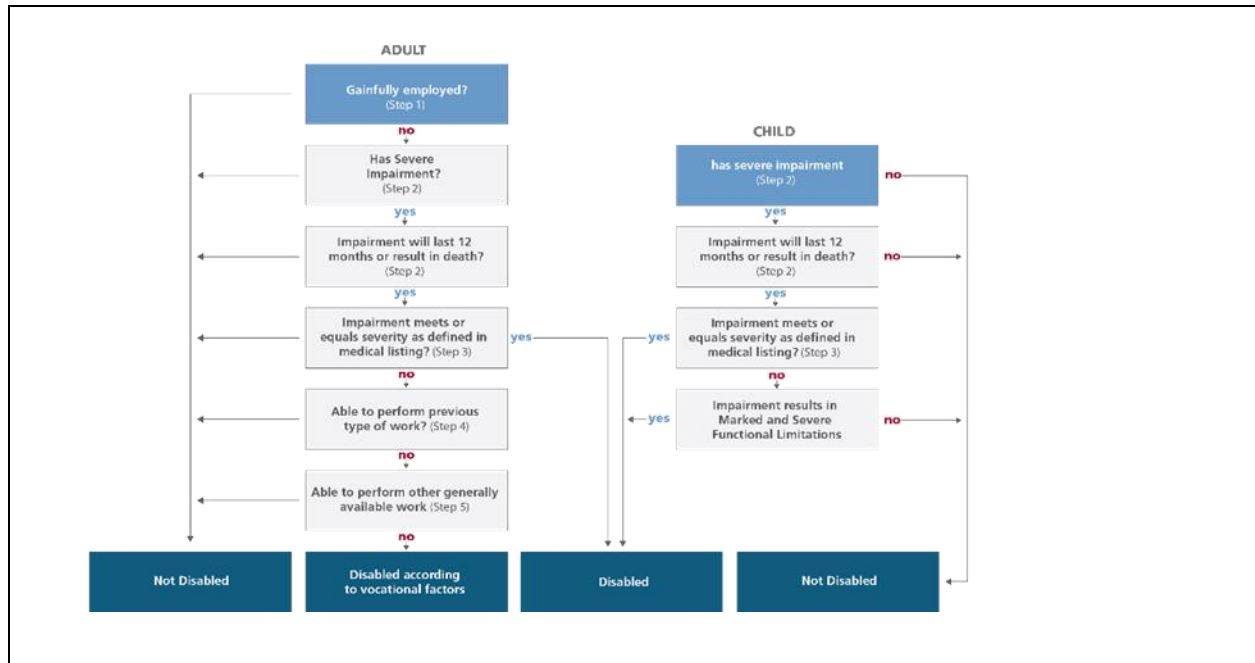 ADULT
Gainfully employed?
(Step 1)
no
Has Severe
Impairment?
(Step 2)
yes
Impairment will last 12
months or result in death?
(Step 2)
yes
Impairment meets or
equals severity as defined in
medical listing? (Step 3)
yes
no
Able to perform previous
type of work? (Step 4)
no
Able to perform other generally
available work (Step 5)
no
CHILD
has severe impairment
(Step 2)
no
yes
Impairment will last 12
months or result in death?
(Step 2)
no
yes
yes
Impairment meets or
equals severity as defined in
medical listing? (Step 3)
no
yes
Impairment results in
Marked and Severe
Functional Limitations
no
Not Disabled
Disabled according
to vocational factors
Disabled
Not Disabled